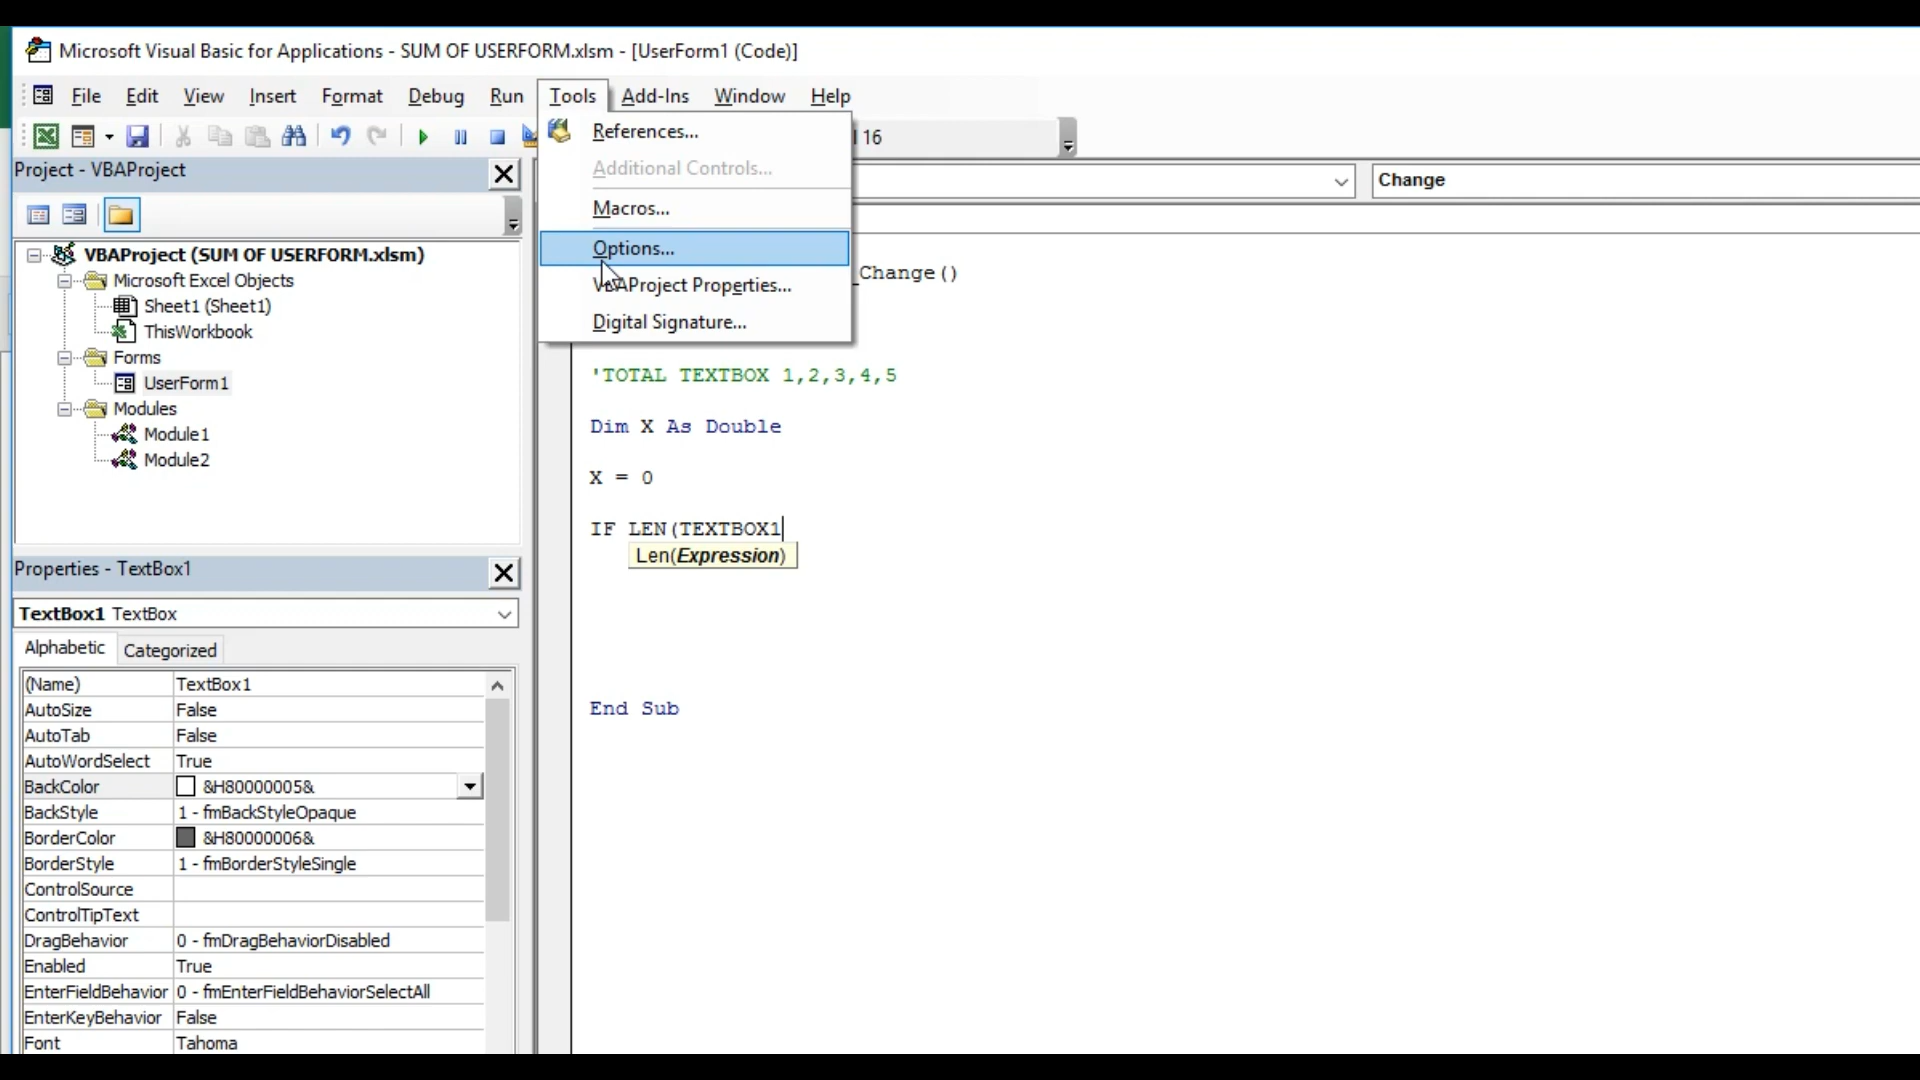 Microsoft Visual Basic for Applications - SUM OF USERFORM.xlsm - [UserForm1 (Code)]
File Edit View Insert Format Debug Run Tools Add-Ins Window Help
References...
Additional Controls...
Macros...
Options...
VBAProject Properties...
Digital Signature...
16
Change
Project - VBAProject
VBAProject (SUM OF USERFORM.xlsm)
Microsoft Excel Objects
Sheet1 (Sheet1)
ThisWorkbook
Forms
UserForm1
Modules
Module1
Module2
_Change()
'TOTAL TEXTBOX 1,2,3,4,5
Dim X As Double
X = 0
IF LEN(TEXTBOX1
Len(Expression)
End Sub
Properties - TextBox1
TextBox1 TextBox
Alphabetic Categorized
(Name) TextBox1
AutoSize False
AutoTab False
AutoWordSelect True
BackColor &H80000005&
BackStyle 1 - fmBackStyleOpaque
BorderColor &H80000006&
BorderStyle 1 - fmBorderStyleSingle
ControlSource
ControlTipText
DragBehavior 0 - fmDragBehaviorDisabled
Enabled True
EnterFieldBehavior 0 - fmEnterFieldBehaviorSelectAll
EnterKeyBehavior False
Font Tahoma